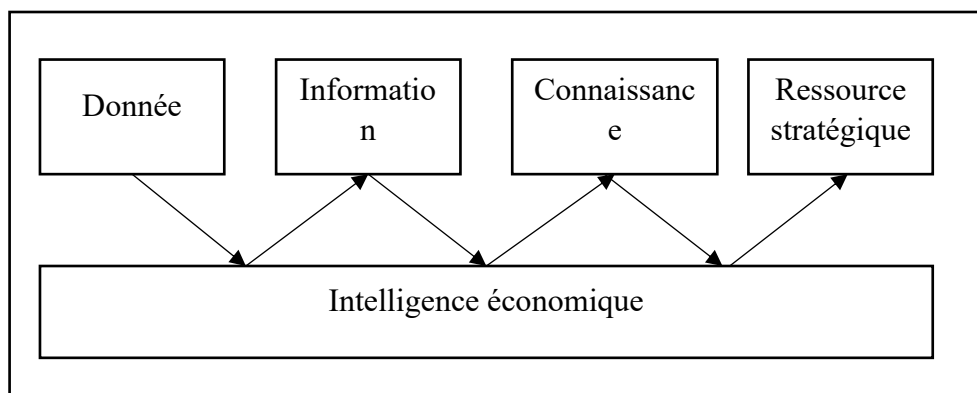 Donnée
Informatio
n
Connaissanc
e
Ressource
stratégique
Intelligence économique